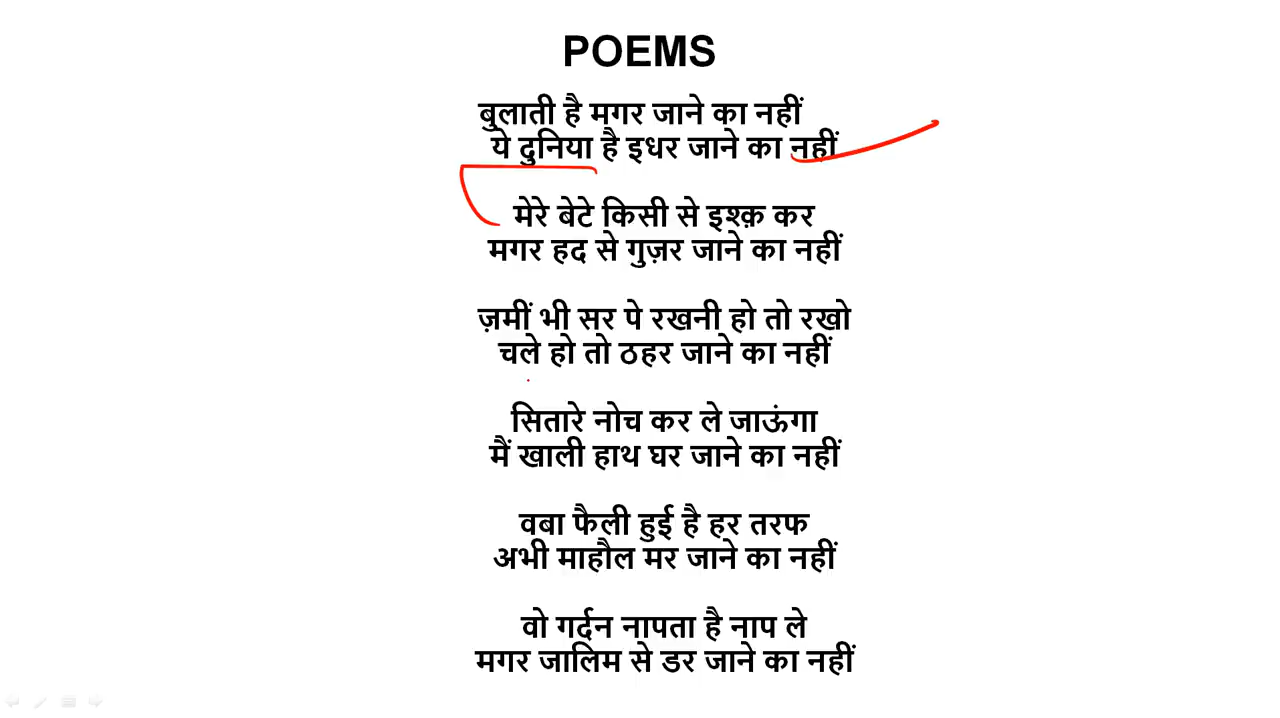 POEMS
बुलाती है मगर जाने का नहीं
ये दुनिया है इधर जाने का नहीं
मेरे बेटे किसी से इश्क़ कर
मगर हद से गुज़र जाने का नहीं
ज़मीं भी सर पे रखनी हो तो रखो
चले हो तो ठहर जाने का नहीं
सितारे नोच कर ले जाऊंगा
मैं खाली हाथ घर जाने का नहीं
वबा फैली हुई है हर तरफ
अभी माहौल मर जाने का नहीं
वो गर्दन नापता है नाप ले
मगर जालिम से डर जाने का नहीं